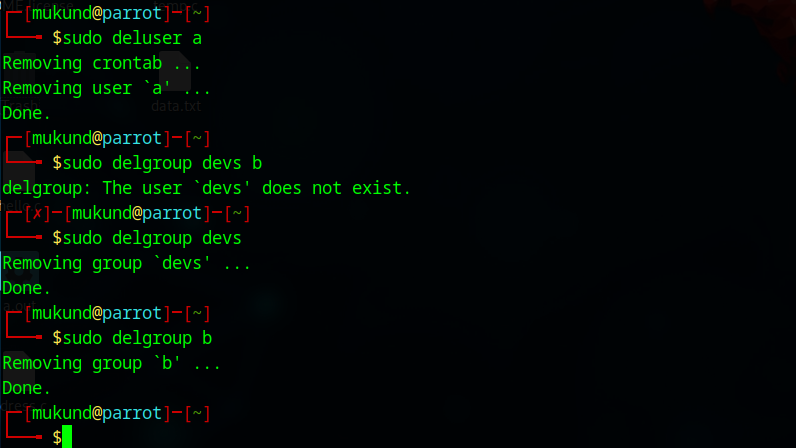 ┌─[mukund@parrot]─[~]
└──╼ $sudo deluser a
Removing crontab ...
Removing user `a' ...
Done.
┌─[mukund@parrot]─[~]
└──╼ $sudo delgroup devs b
delgroup: The user `devs' does not exist.
┌─[✗]─[mukund@parrot]─[~]
└──╼ $sudo delgroup devs
Removing group `devs' ...
Done.
┌─[mukund@parrot]─[~]
└──╼ $sudo delgroup b
Removing group `b' ...
Done.
┌─[mukund@parrot]─[~]
└──╼ $
data.txt